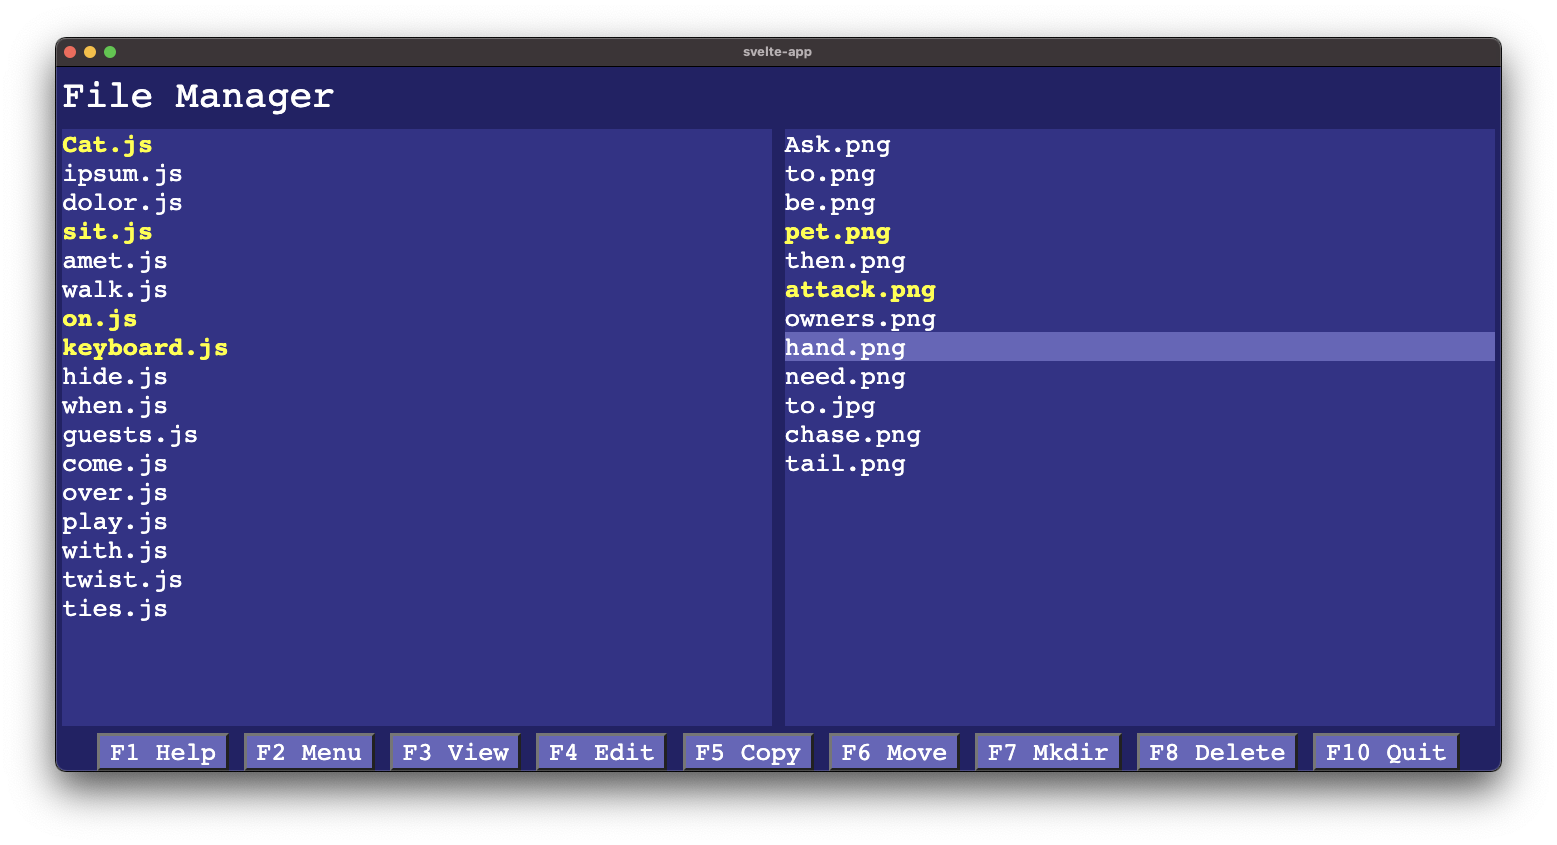 svelte-app
File Manager
Cat.js
ipsum.js
dolor.js
sit.js
amet.js
walk.js
on.js
keyboard.js
hide.js
when.js
guests.js
come.js
over.js
play.js
with.js
twist.js
ties.js
Ask.png
to.png
be.png
pet.png
then.png
attack.png
owners.png
hand.png
need.png
to.jpg
chase.png
tail.png
F1 Help F2 Menu F3 View F4 Edit F5 Copy F6 Move F7 Mkdir F8 Delete F10 Quit